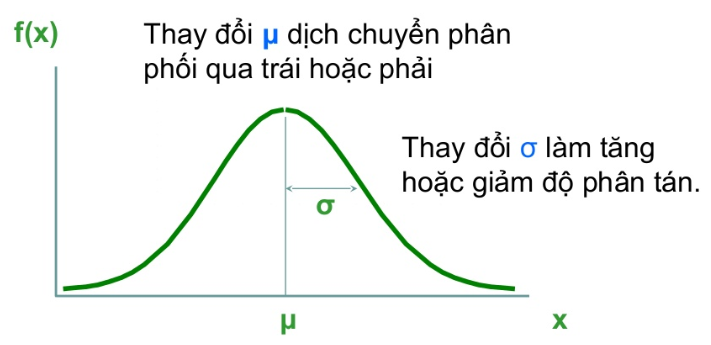 f(x)
Thay đổi μ dịch chuyển phân
phối qua trái hoặc phải
Thay đổi σ làm tăng
hoặc giảm độ phân tán.
σ
μ
x